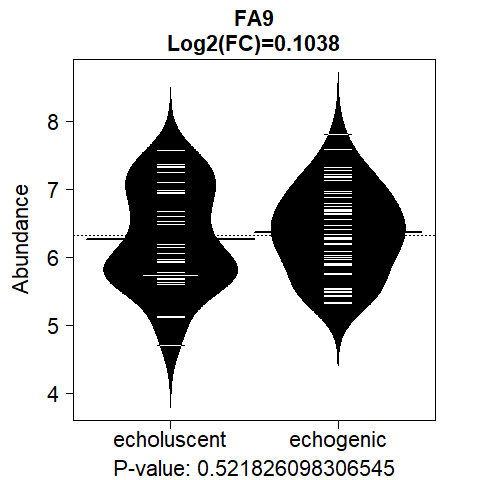 FA9
Log2(FC)=0.1038
Abundance
8
7
6
5
4
echoluscent echogenic
P-value: 0.521826098306545